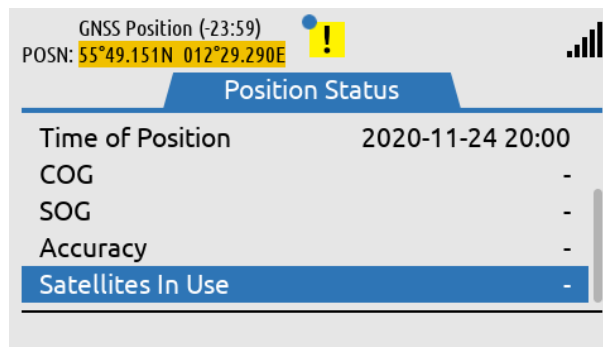 GNSS Position (-23:59)
POSN: 55°49.151N 012°29.290E
!
Position Status
Time of Position 2020-11-24 20:00
COG -
SOG -
Accuracy -
Satellites In Use -